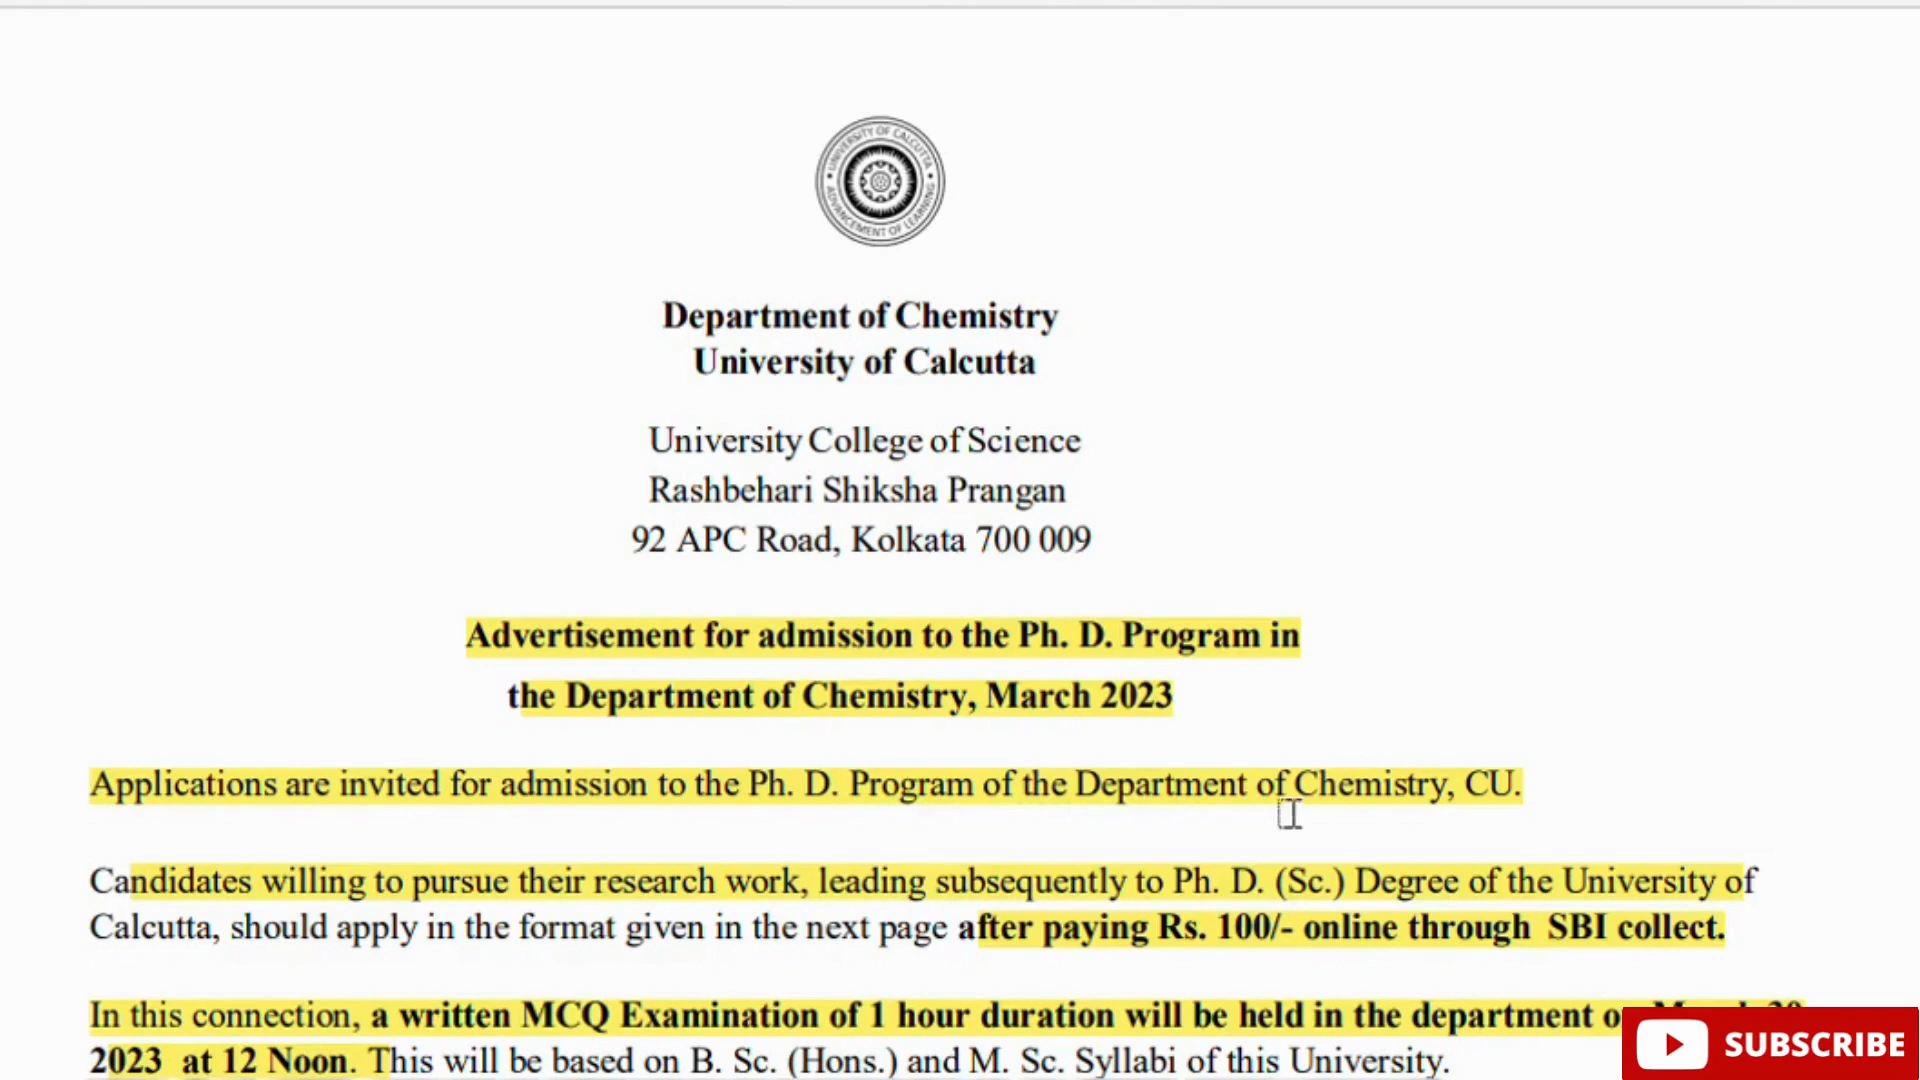 UNIVERSITY OF CALCUTTA
ADVANCEMENT OF LEARNING
Department of Chemistry
University of Calcutta
University College of Science
Rashbehari Shiksha Prangan
92 APC Road, Kolkata 700 009
Advertisement for admission to the Ph. D. Program in
the Department of Chemistry, March 2023
Applications are invited for admission to the Ph. D. Program of the Department of Chemistry, CU.
Candidates willing to pursue their research work, leading subsequently to Ph. D. (Sc.) Degree of the University of
Calcutta, should apply in the format given in the next page after paying Rs. 100/- online through SBI collect.
In this connection, a written MCQ Examination of 1 hour duration will be held in the department
2023 at 12 Noon. This will be based on B. Sc. (Hons.) and M. Sc. Syllabi of this University.
SUBSCRIBE